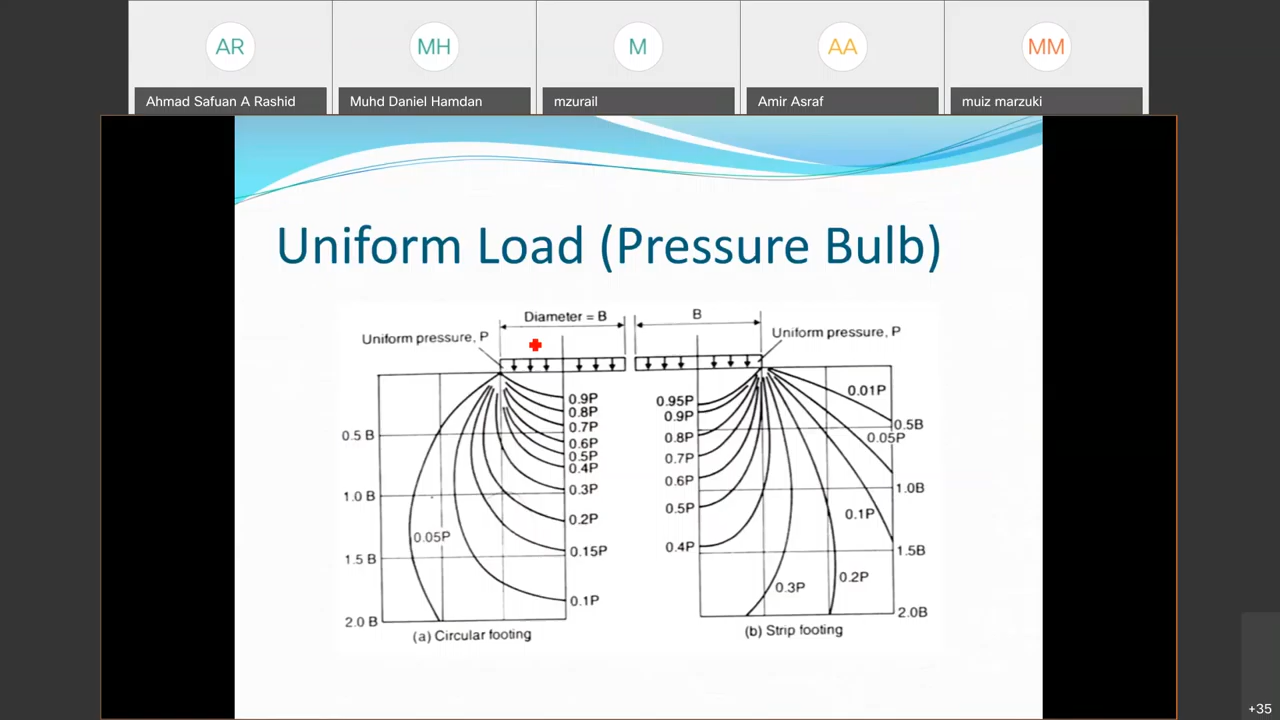 AR
MH
M
AA
MM
Ahmad Safuan A Rashid
Muhd Daniel Hamdan
mzurail
Amir Asraf
muiz marzuki
Uniform Load (Pressure Bulb)
Diameter = B
B
Uniform pressure, P
Uniform pressure, P
0.9P
0.8P
0.7P
0.6P
0.5P
0.4P
0.3P
0.2P
0.15P
0.1P
0.05P
0.5 B
1.0 B
1.5 B
2.0 B
(a) Circular footing
0.95P
0.9P
0.8P
0.7P
0.6P
0.5P
0.4P
0.3P
0.2P
0.1P
0.05P
0.01P
0.5B
1.0B
1.5B
2.0B
(b) Strip footing
+35